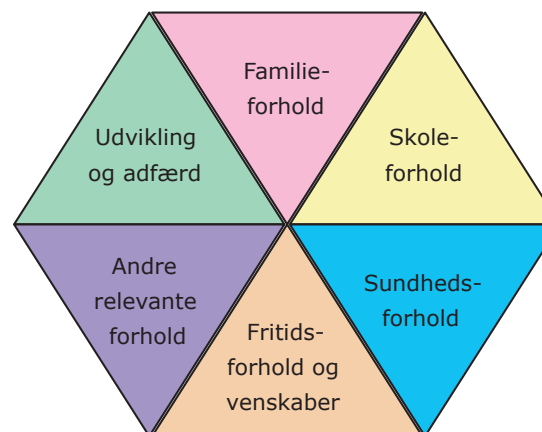 Familie-
forhold
Udvikling
og adfærd
Skole-
forhold
Andre
relevante
forhold
Sundheds-
forhold
Fritids-
forhold og
venskaber